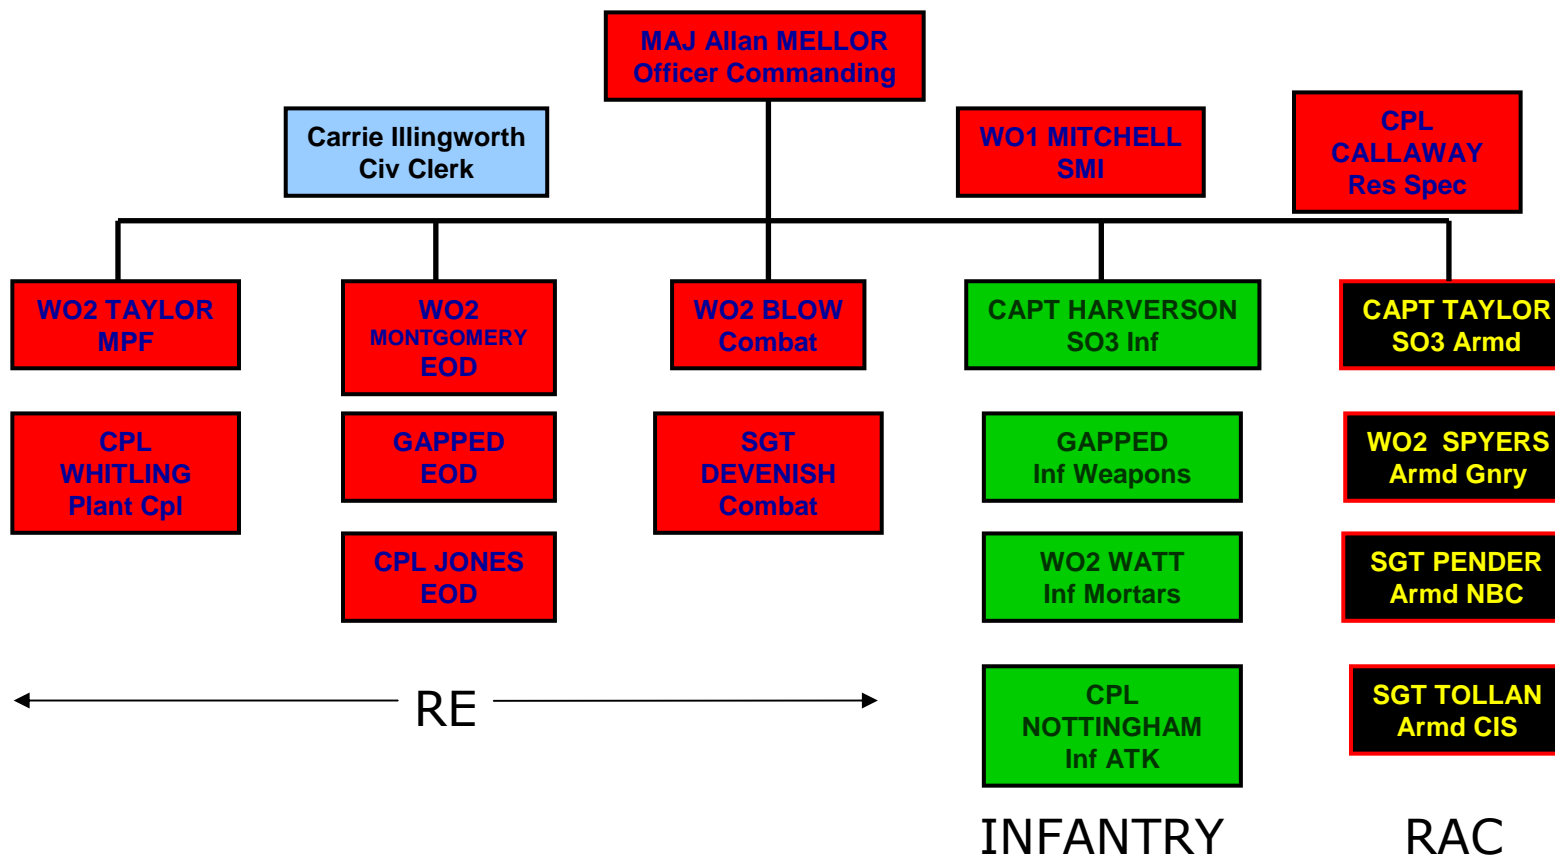 MAJ Allan MELLOR
Officer Commanding
Carrie Illingworth
Civ Clerk
WO1 MITCHELL
SMI
CPL
CALLAWAY
Res Spec
WO2 TAYLOR
MPF
WO2
MONTGOMERY
EOD
WO2 BLOW
Combat
CAPT HARVERSON
SO3 Inf
CAPT TAYLOR
SO3 Armd
CPL
WHITLING
Plant Cpl
GAPPED
EOD
SGT
DEVENISH
Combat
GAPPED
Inf Weapons
WO2 SPYERS
Armd Gnry
CPL JONES
EOD
WO2 WATT
Inf Mortars
SGT PENDER
Armd NBC
RE
CPL
NOTTINGHAM
Inf ATK
SGT TOLLAN
Armd CIS
INFANTRY
RAC